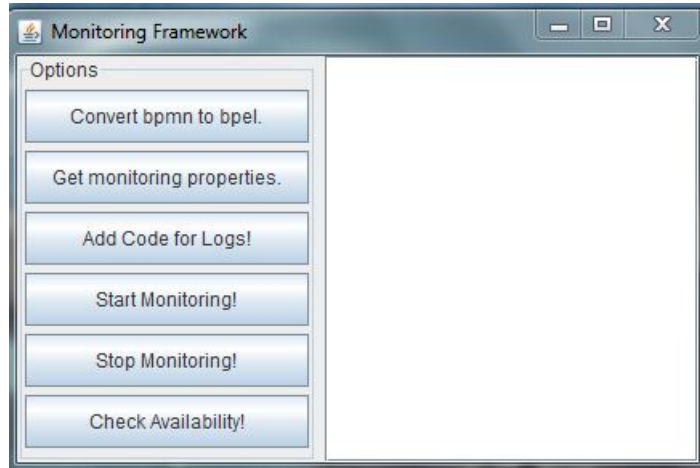 Monitoring Framework
Options
Convert bpmn to bpel.
Get monitoring properties.
Add Code for Logs!
Start Monitoring!
Stop Monitoring!
Check Availability!